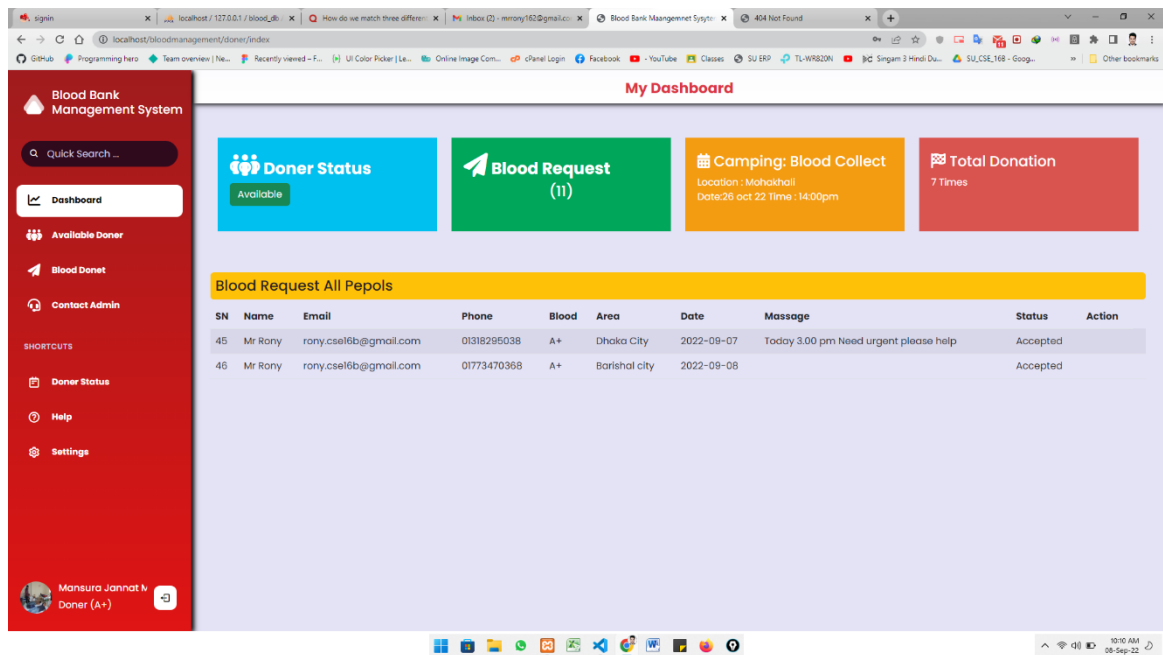 signin
localhost / 127.0.0.1 / blood_db
How do we match three different
Inbox (2) - mrrony162@gmail.co
Blood Bank Maangemnet Sysyte
404 Not Found
localhost/bloodmanagement/doner/index
GitHub
Programming hero
Team overview | Ne...
Recently viewed – F...
UI Color Picker | Le...
Online Image Com...
cPanel Login
Facebook
- YouTube
Classes
SU ERP
TL-WR820N
Singam 3 Hindi Du...
SU_CSE_168 - Goog...
Other bookmarks
Blood Bank
Management System
Quick Search ...
Dashboard
Available Doner
Blood Donet
Contact Admin
SHORTCUTS
Doner Status
Help
Settings
Mansura Jannat M
Doner (A+)
My Dashboard
Doner Status
Available
Blood Request
(11)
Camping: Blood Collect
Location : Mohakhali
Date:26 oct 22 Time : 14:00pm
Total Donation
7 Times
Blood Request All Pepols
SN Name Email Phone Blood Area Date Massage Status Action
45 Mr Rony rony.cse16b@gmail.com 01318295038 A+ Dhaka City 2022-09-07 Today 3.00 pm Need urgent please help Accepted
46 Mr Rony rony.cse16b@gmail.com 01773470368 A+ Barishal city 2022-09-08 Accepted
10:10 AM
08-Sep-22